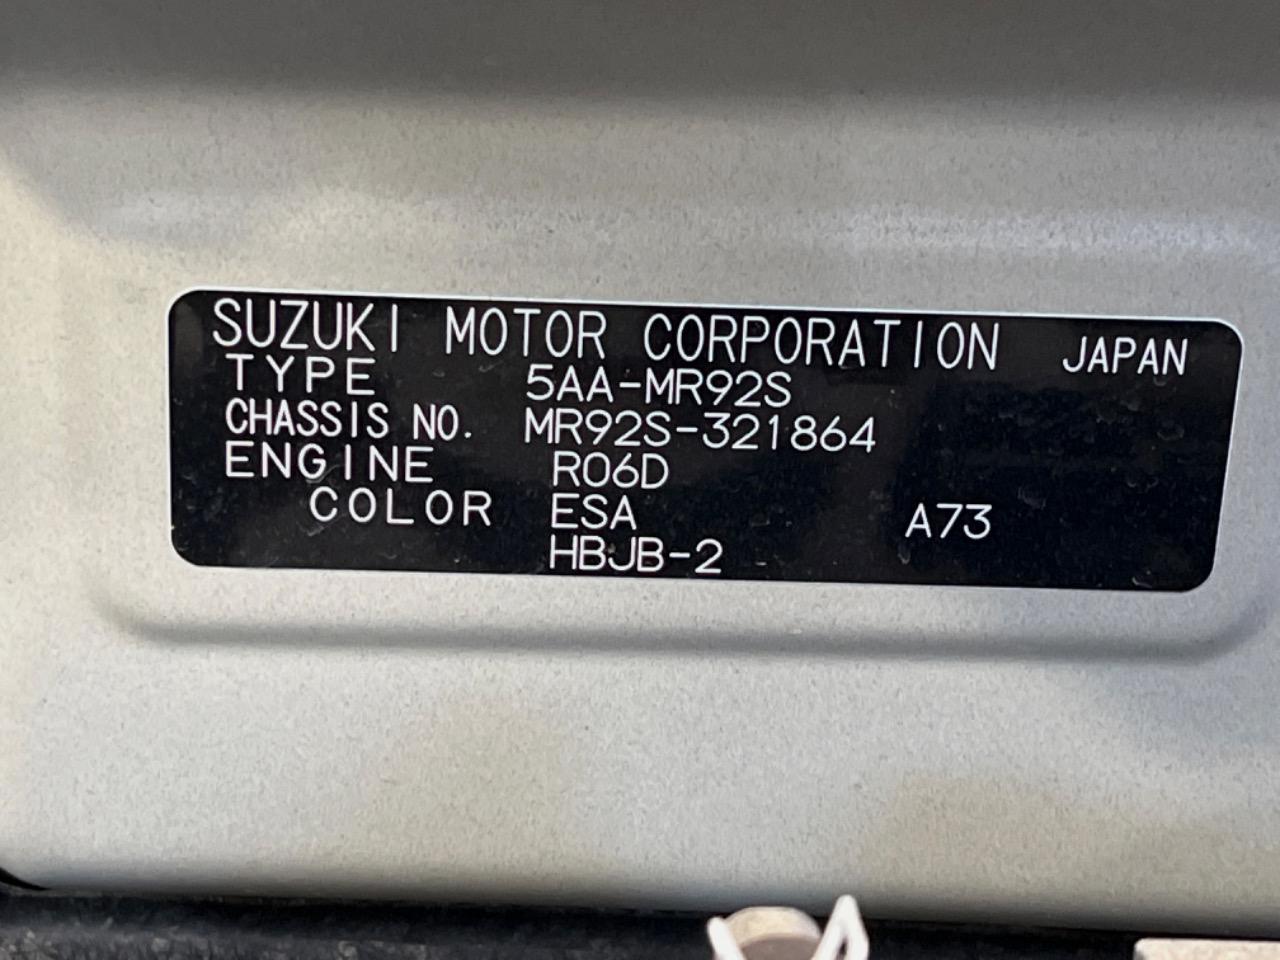 SUZUKI MOTOR CORPORATION JAPAN
TYPE 5AA-MR92S
CHASSIS NO. MR92S-321864
ENGINE R06D
COLOR ESA A73
HBJB-2